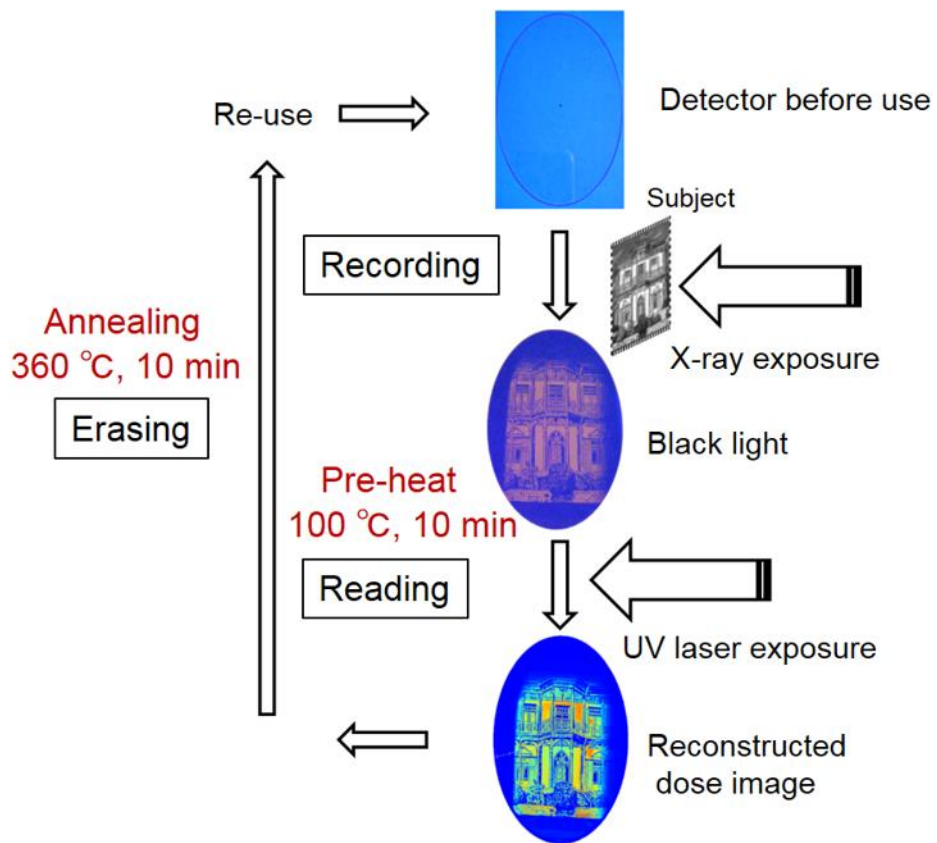 Detector before use
Re-use
Subject
Recording
X-ray exposure
Annealing
360 ℃, 10 min
Erasing
Black light
Pre-heat
100 ℃, 10 min
Reading
UV laser exposure
Reconstructed
dose image